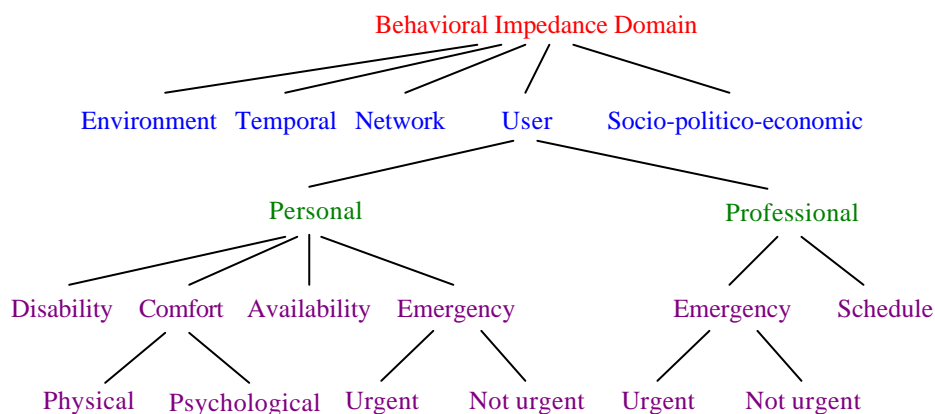 Behavioral Impedance Domain
Environment Temporal Network User Socio-politico-economic
Personal Professional
Disability Comfort Availability Emergency Emergency Schedule
Physical Psychological Urgent Not urgent Urgent Not urgent